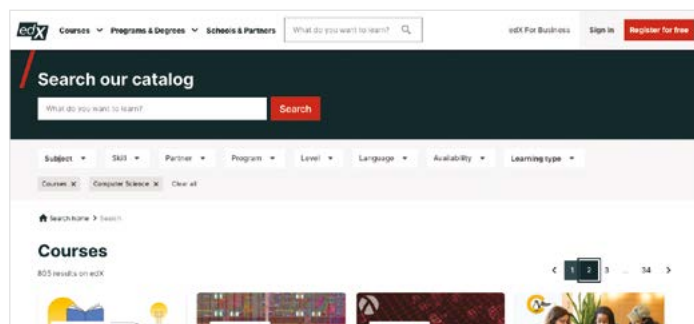 edX Courses Programs & Degrees Schools & Partners What do you want to learn? edX For Business Sign in Register for free
Search our catalog
What do you want to learn? Search
Subject Skill Partner Program Level Language Availability Learning type
Courses X Computer Science X Clear all
Search home > Search
Courses
805 results on edX < 1 2 3 … 34 >